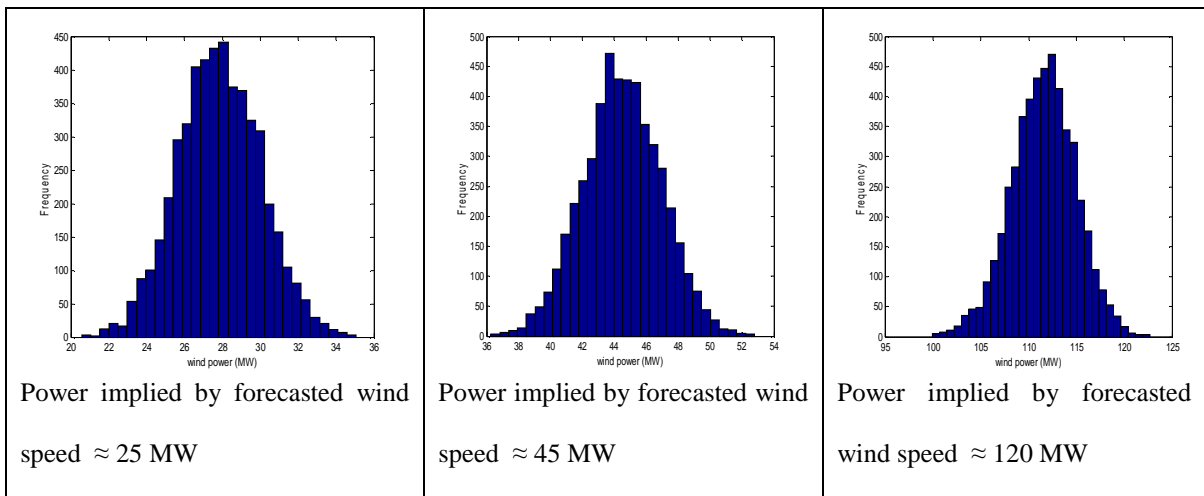 450
400
350
300
250
200
150
100
50
0
Frequency
20 22 24 26 28 30 32 34 36
wind power (MW)
Power implied by forecasted wind
speed ≈ 25 MW
500
450
400
350
300
250
200
150
100
50
0
Frequency
36 38 40 42 44 46 48 50 52 54
wind power (MW)
Power implied by forecasted wind
speed ≈ 45 MW
500
450
400
350
300
250
200
150
100
50
0
Frequency
95 100 105 110 115 120 125
wind power (MW)
Power implied by forecasted
wind speed ≈ 120 MW